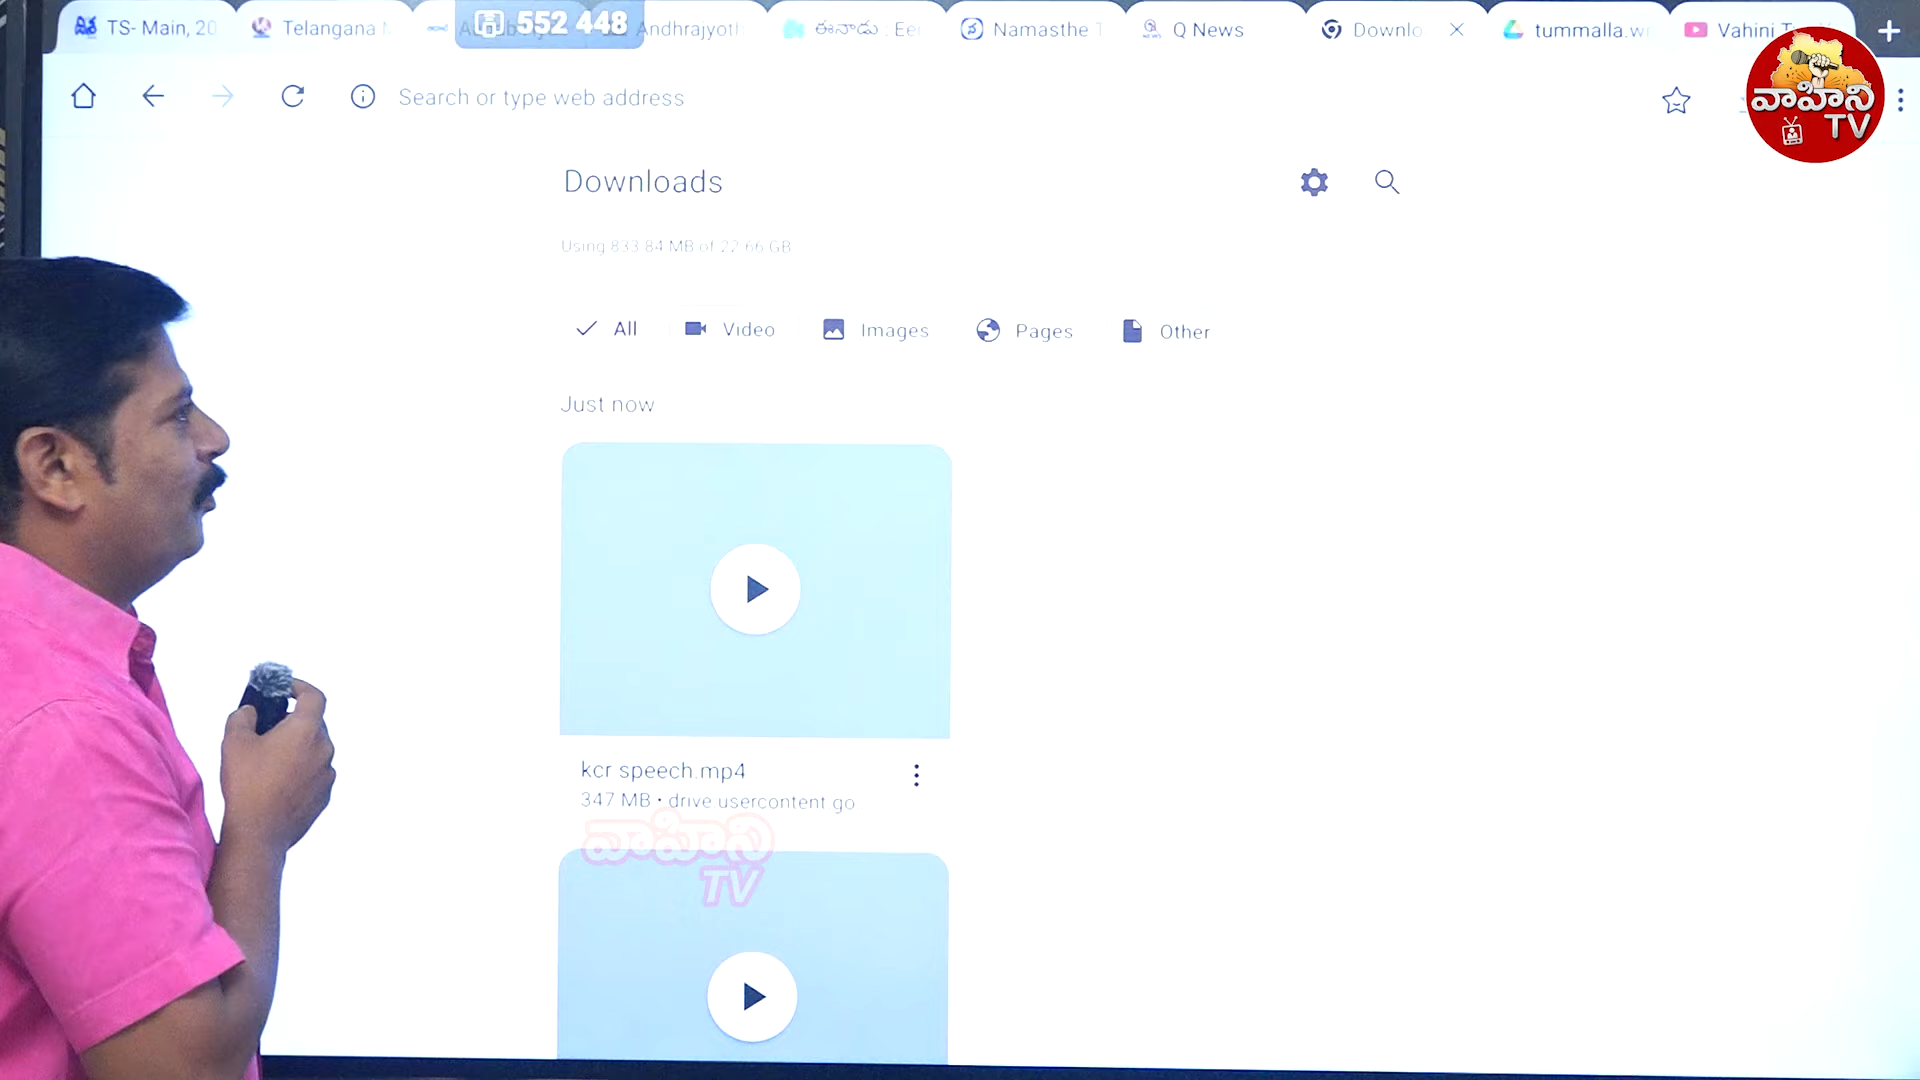 TS- Main, 20
Telangana
552 448
Andhrajyoth
ఈనాడు : Eer
Namasthe T
Q News
Downlo
tummalla.wr
Vahini T
Search or type web address
వాహిని
TV
Downloads
Using 833.84 MB of 22.66 GB
All
Video
Images
Pages
Other
Just now
kcr speech.mp4
347 MB • drive.usercontent.go
వాహిని
TV